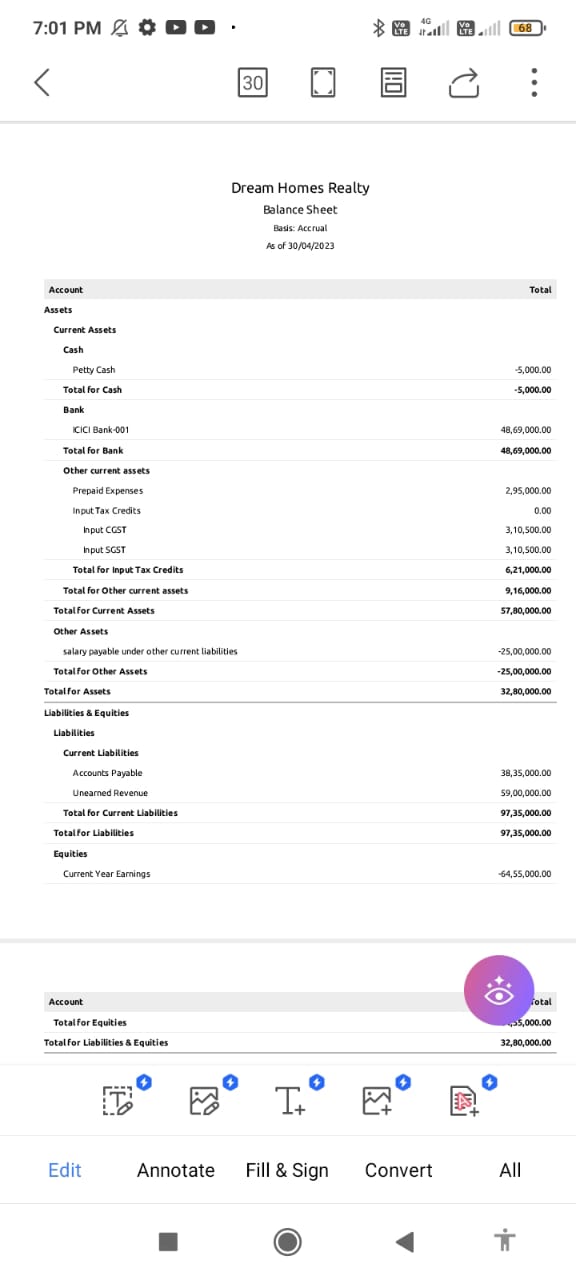 7:01 PM
Vo LTE 4G Vo LTE 68
30
Dream Homes Realty
Balance Sheet
Basis: Accrual
As of 30/04/2023
Account Total
Assets
Current Assets
Cash
Petty Cash -5,000.00
Total for Cash -5,000.00
Bank
ICICI Bank-001 48,69,000.00
Total for Bank 48,69,000.00
Other current assets
Prepaid Expenses 2,95,000.00
Input Tax Credits 0.00
Input CGST 3,10,500.00
Input SGST 3,10,500.00
Total for Input Tax Credits 6,21,000.00
Total for Other current assets 9,16,000.00
Total for Current Assets 57,80,000.00
Other Assets
salary payable under other current liabilities -25,00,000.00
Total for Other Assets -25,00,000.00
Total for Assets 32,80,000.00
Liabilities & Equities
Liabilities
Current Liabilities
Accounts Payable 38,35,000.00
Unearned Revenue 59,00,000.00
Total for Current Liabilities 97,35,000.00
Total for Liabilities 97,35,000.00
Equities
Current Year Earnings -64,55,000.00
Account Total
Total for Equities 55,000.00
Total for Liabilities & Equities 32,80,000.00
Edit Annotate Fill & Sign Convert All